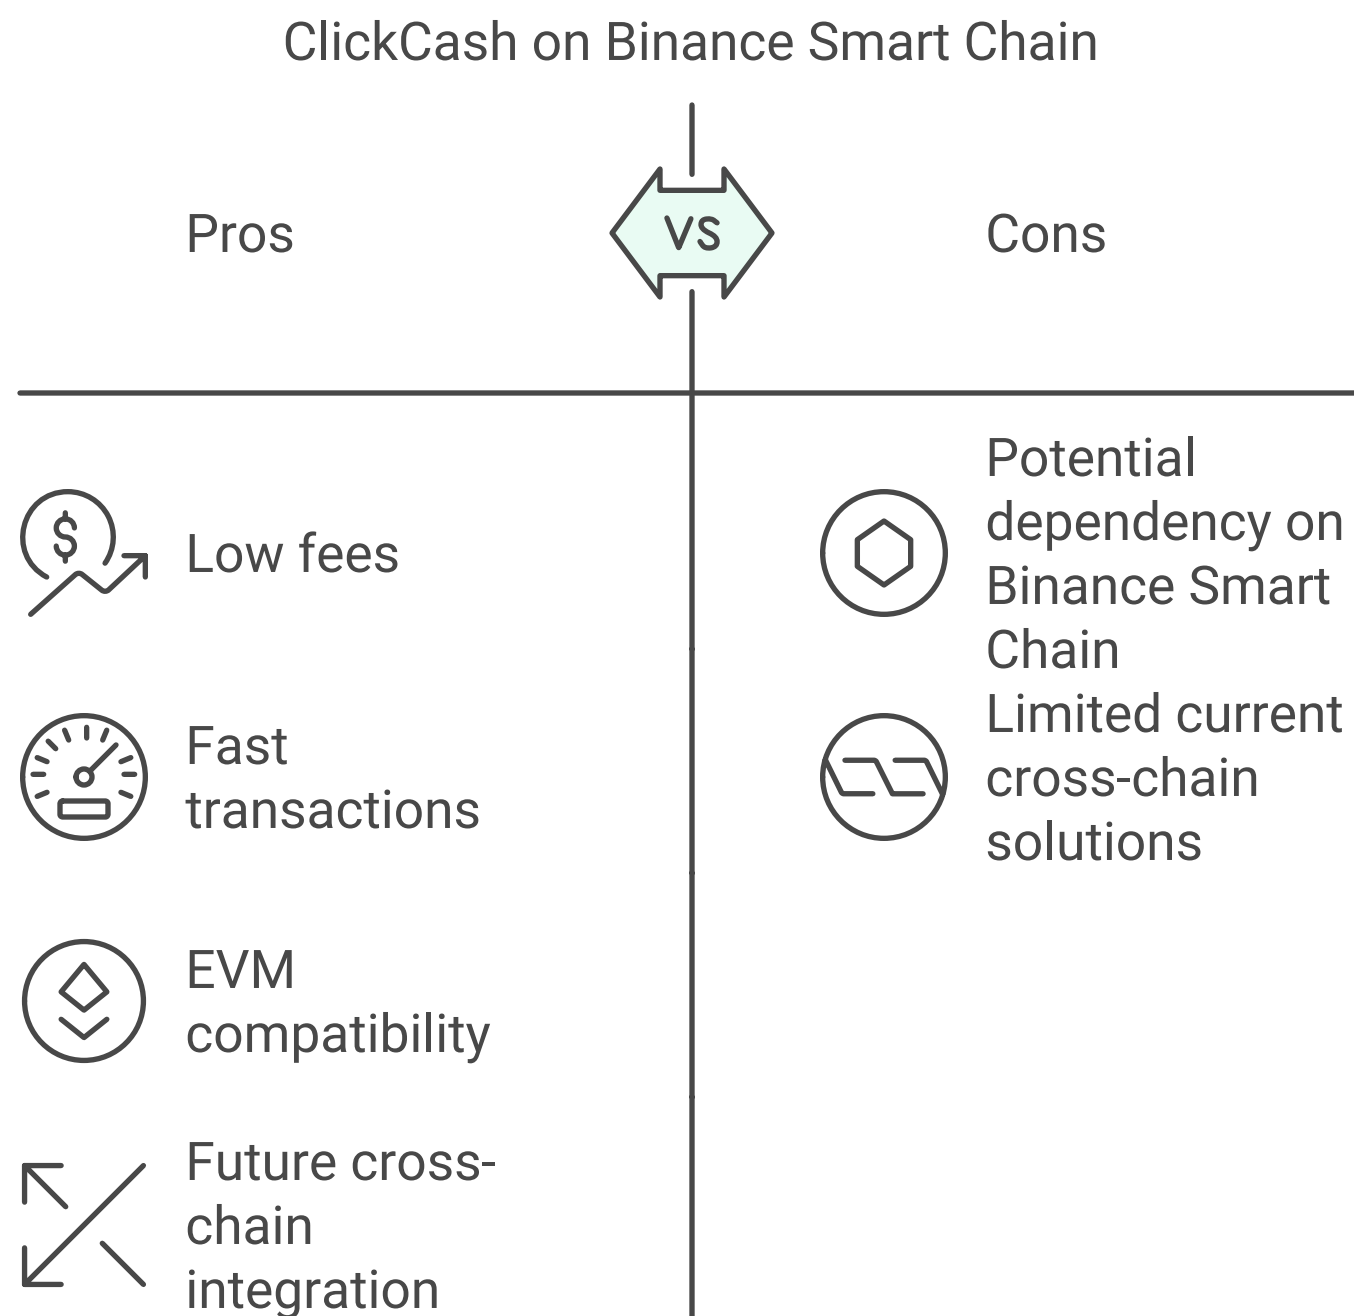 ClickCash on Binance Smart Chain
Pros
VS
Cons
$
Low fees
Fast
transactions
EVM
compatibility
Future cross-
chain
integration
Potential
dependency on
Binance Smart
Chain
Limited current
cross-chain
solutions